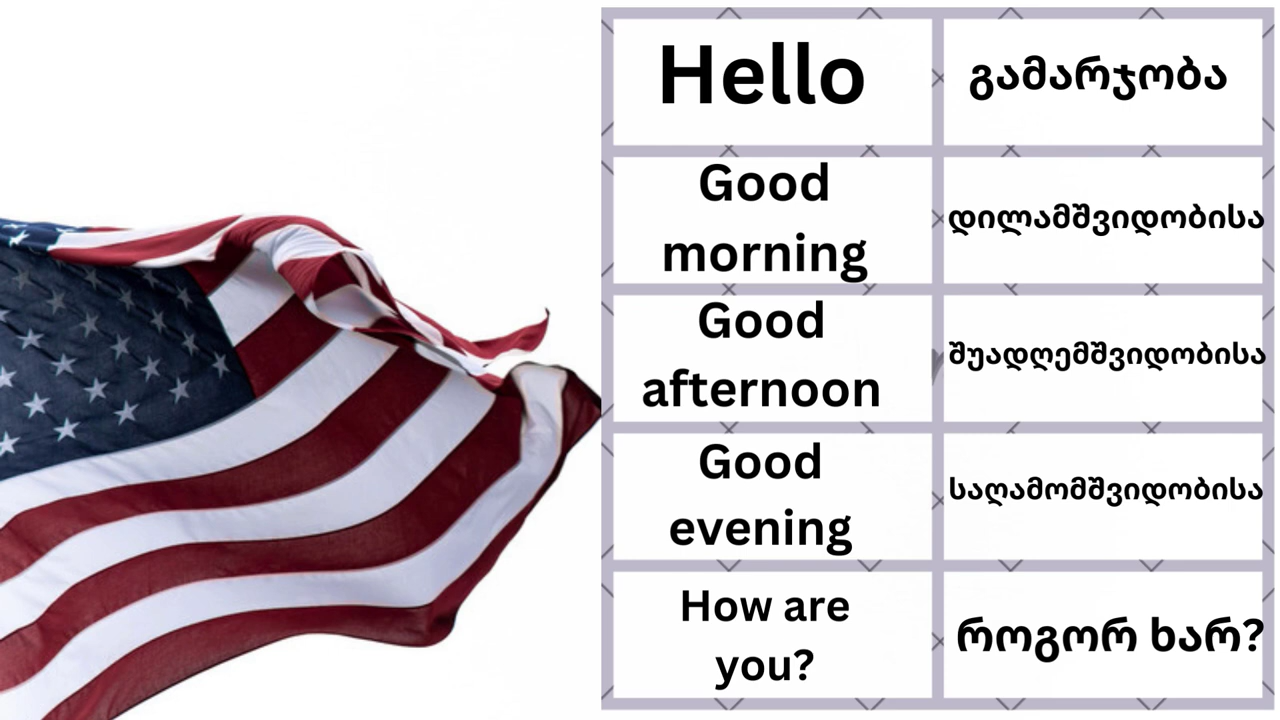 Hello
გამარჯობა
Good
morning
დილამშვიდობისა
Good
afternoon
შუადღემშვიდობისა
Good
evening
საღამომშვიდობისა
How are
you?
როგორ ხარ?